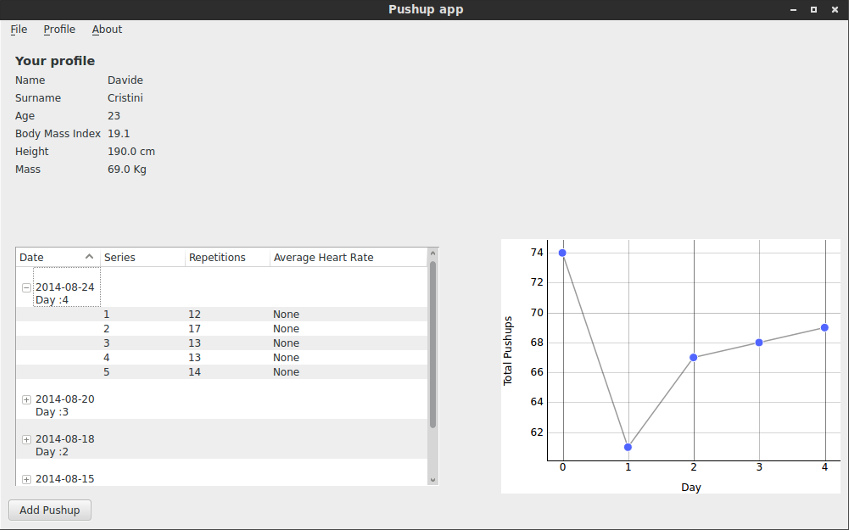 Pushup app
File Profile About
Your profile
Name Davide
Surname Cristini
Age 23
Body Mass Index 19.1
Height 190.0 cm
Mass 69.0 Kg
Date Series Repetitions Average Heart Rate
2014-08-24
Day :4
1 12 None
2 17 None
3 13 None
4 13 None
5 14 None
2014-08-20
Day :3
2014-08-18
Day :2
2014-08-15
Add Pushup
74
72
70
68
66
64
62
Total Pushups
0 1 2 3 4
Day